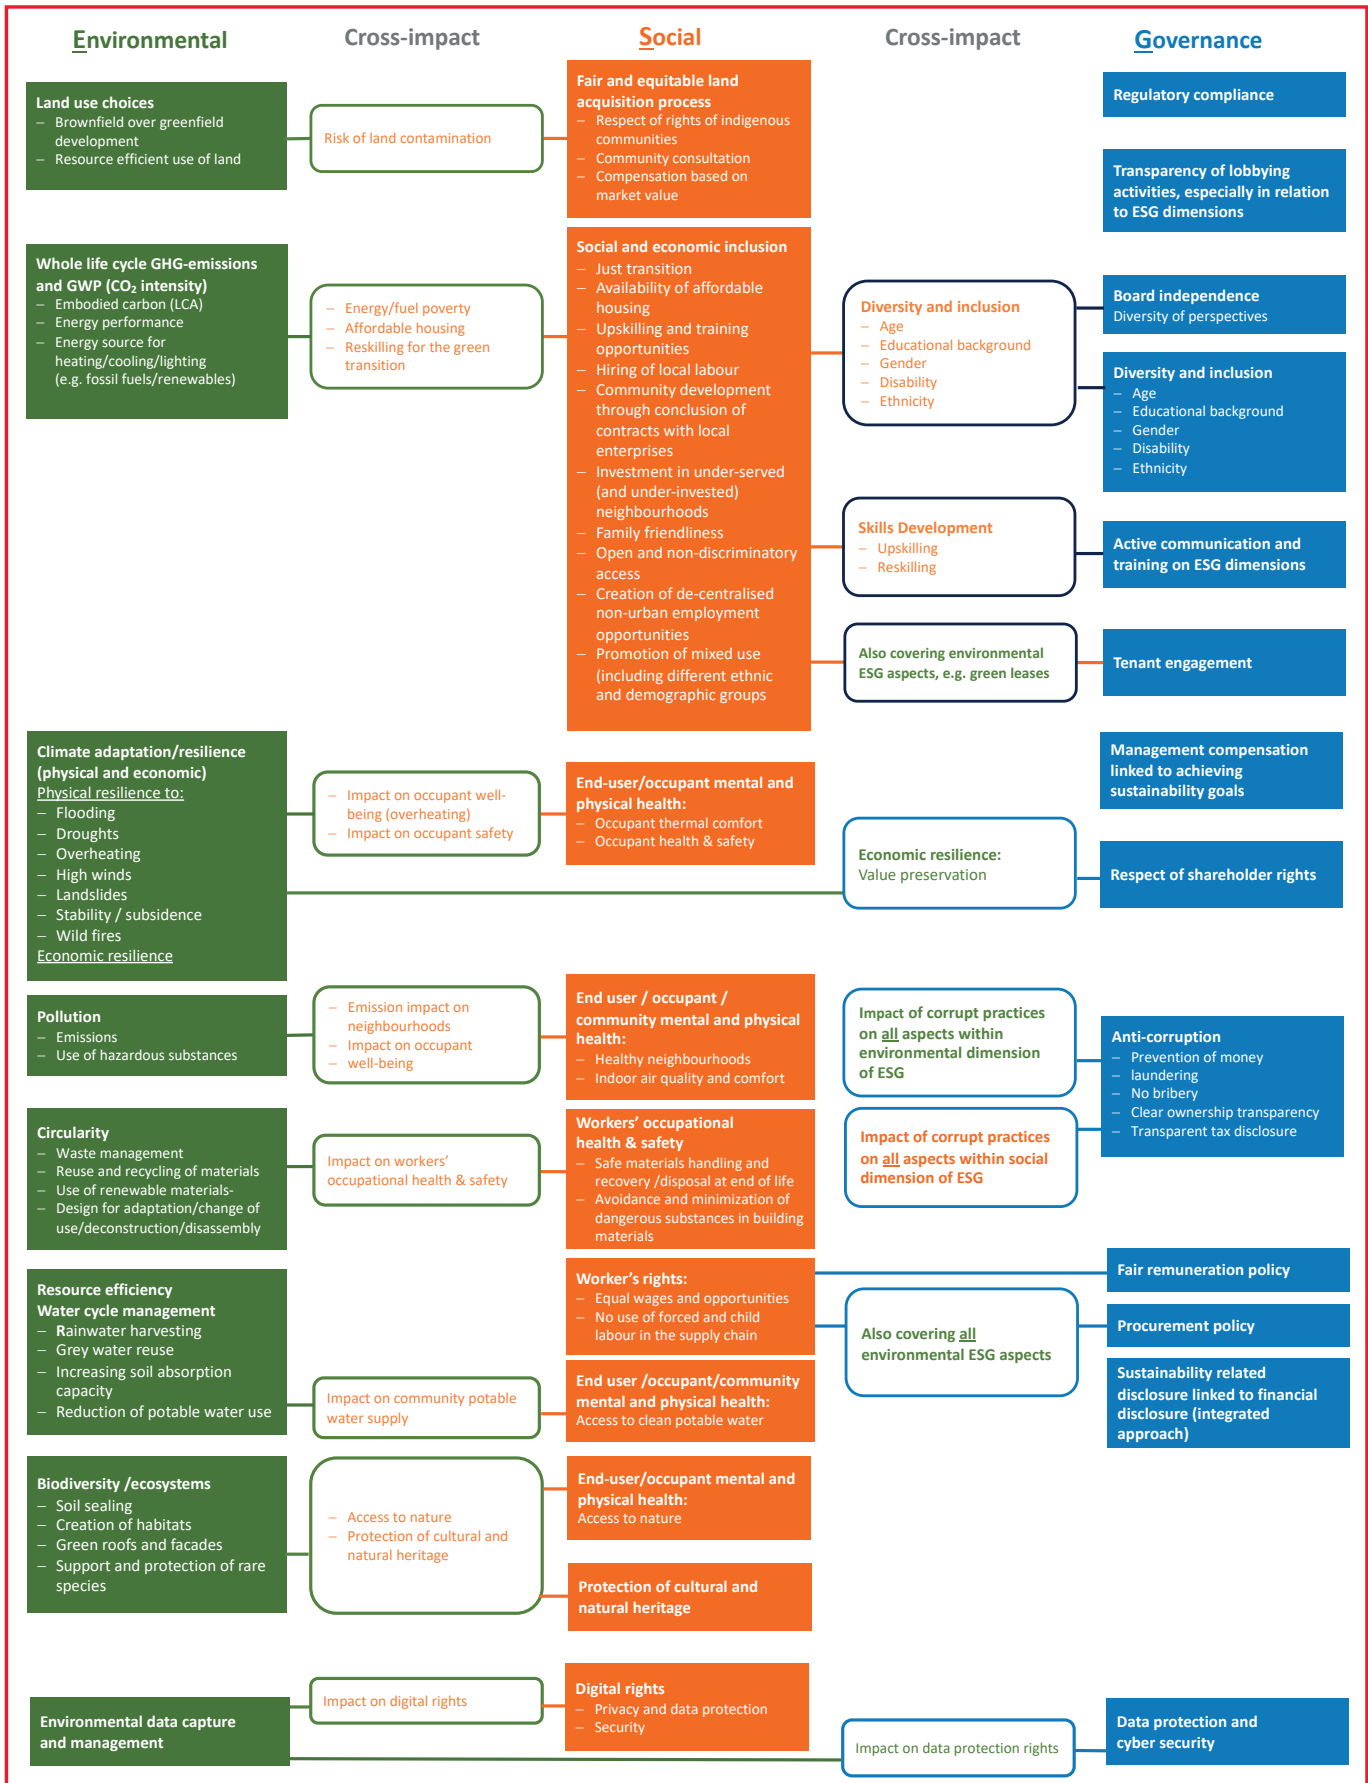 Environmental
Cross-impact
Social
Cross-impact
Governance
Land use choices
– Brownfield over greenfield
development
– Resource efficient use of land
Risk of land contamination
Fair and equitable land
acquisition process
– Respect of rights of indigenous
communities
– Community consultation
– Compensation based on
market value
Regulatory compliance
Transparency of lobbying
activities, especially in relation
to ESG dimensions
Whole life cycle GHG-emissions
and GWP (CO₂ intensity)
– Embodied carbon (LCA)
– Energy performance
– Energy source for
heating/cooling/lighting
(e.g. fossil fuels/renewables)
– Energy/fuel poverty
– Affordable housing
– Reskilling for the green
transition
Social and economic inclusion
– Just transition
– Availability of affordable
housing
– Upskilling and training
opportunities
– Hiring of local labour
– Community development
through conclusion of
contracts with local
enterprises
– Investment in under-served
(and under-invested)
neighbourhoods
– Family friendliness
– Open and non-discriminatory
access
– Creation of de-centralised
non-urban employment
opportunities
– Promotion of mixed use
(including different ethnic
and demographic groups
Diversity and inclusion
– Age
– Educational background
– Gender
– Disability
– Ethnicity
Board independence
Diversity of perspectives
Diversity and inclusion
– Age
– Educational background
– Gender
– Disability
– Ethnicity
Skills Development
– Upskilling
– Reskilling
Active communication and
training on ESG dimensions
Also covering environmental
ESG aspects, e.g. green leases
Tenant engagement
Climate adaptation/resilience
(physical and economic)
Physical resilience to:
– Flooding
– Droughts
– Overheating
– High winds
– Landslides
– Stability / subsidence
– Wild fires
Economic resilience
– Impact on occupant well-
being (overheating)
– Impact on occupant safety
End-user/occupant mental and
physical health:
– Occupant thermal comfort
– Occupant health & safety
Management compensation
linked to achieving
sustainability goals
Economic resilience:
Value preservation
Respect of shareholder rights
Pollution
– Emissions
– Use of hazardous substances
– Emission impact on
neighbourhoods
– Impact on occupant
– well-being
End user / occupant /
community mental and physical
health:
– Healthy neighbourhoods
– Indoor air quality and comfort
Impact of corrupt practices
on all aspects within
environmental dimension
of ESG
Anti-corruption
– Prevention of money
– laundering
– No bribery
– Clear ownership transparency
– Transparent tax disclosure
Circularity
– Waste management
– Reuse and recycling of materials
– Use of renewable materials-
– Design for adaptation/change of
use/deconstruction/disassembly
Impact on workers’
occupational health & safety
Workers’ occupational
health & safety
– Safe materials handling and
recovery /disposal at end of life
– Avoidance and minimization of
dangerous substances in building
materials
Impact of corrupt practices
on all aspects within social
dimension of ESG
Resource efficiency
Water cycle management
– Rainwater harvesting
– Grey water reuse
– Increasing soil absorption
capacity
– Reduction of potable water use
Impact on community potable
water supply
Worker’s rights:
– Equal wages and opportunities
– No use of forced and child
labour in the supply chain
End user /occupant/community
mental and physical health:
Access to clean potable water
Also covering all
environmental ESG aspects
Fair remuneration policy
Procurement policy
Sustainability related
disclosure linked to financial
disclosure (integrated
approach)
Biodiversity /ecosystems
– Soil sealing
– Creation of habitats
– Green roofs and facades
– Support and protection of rare
species
– Access to nature
– Protection of cultural and
natural heritage
End-user/occupant mental and
physical health:
Access to nature
Protection of cultural and
natural heritage
Environmental data capture
and management
Impact on digital rights
Digital rights
– Privacy and data protection
– Security
Impact on data protection rights
Data protection and
cyber security